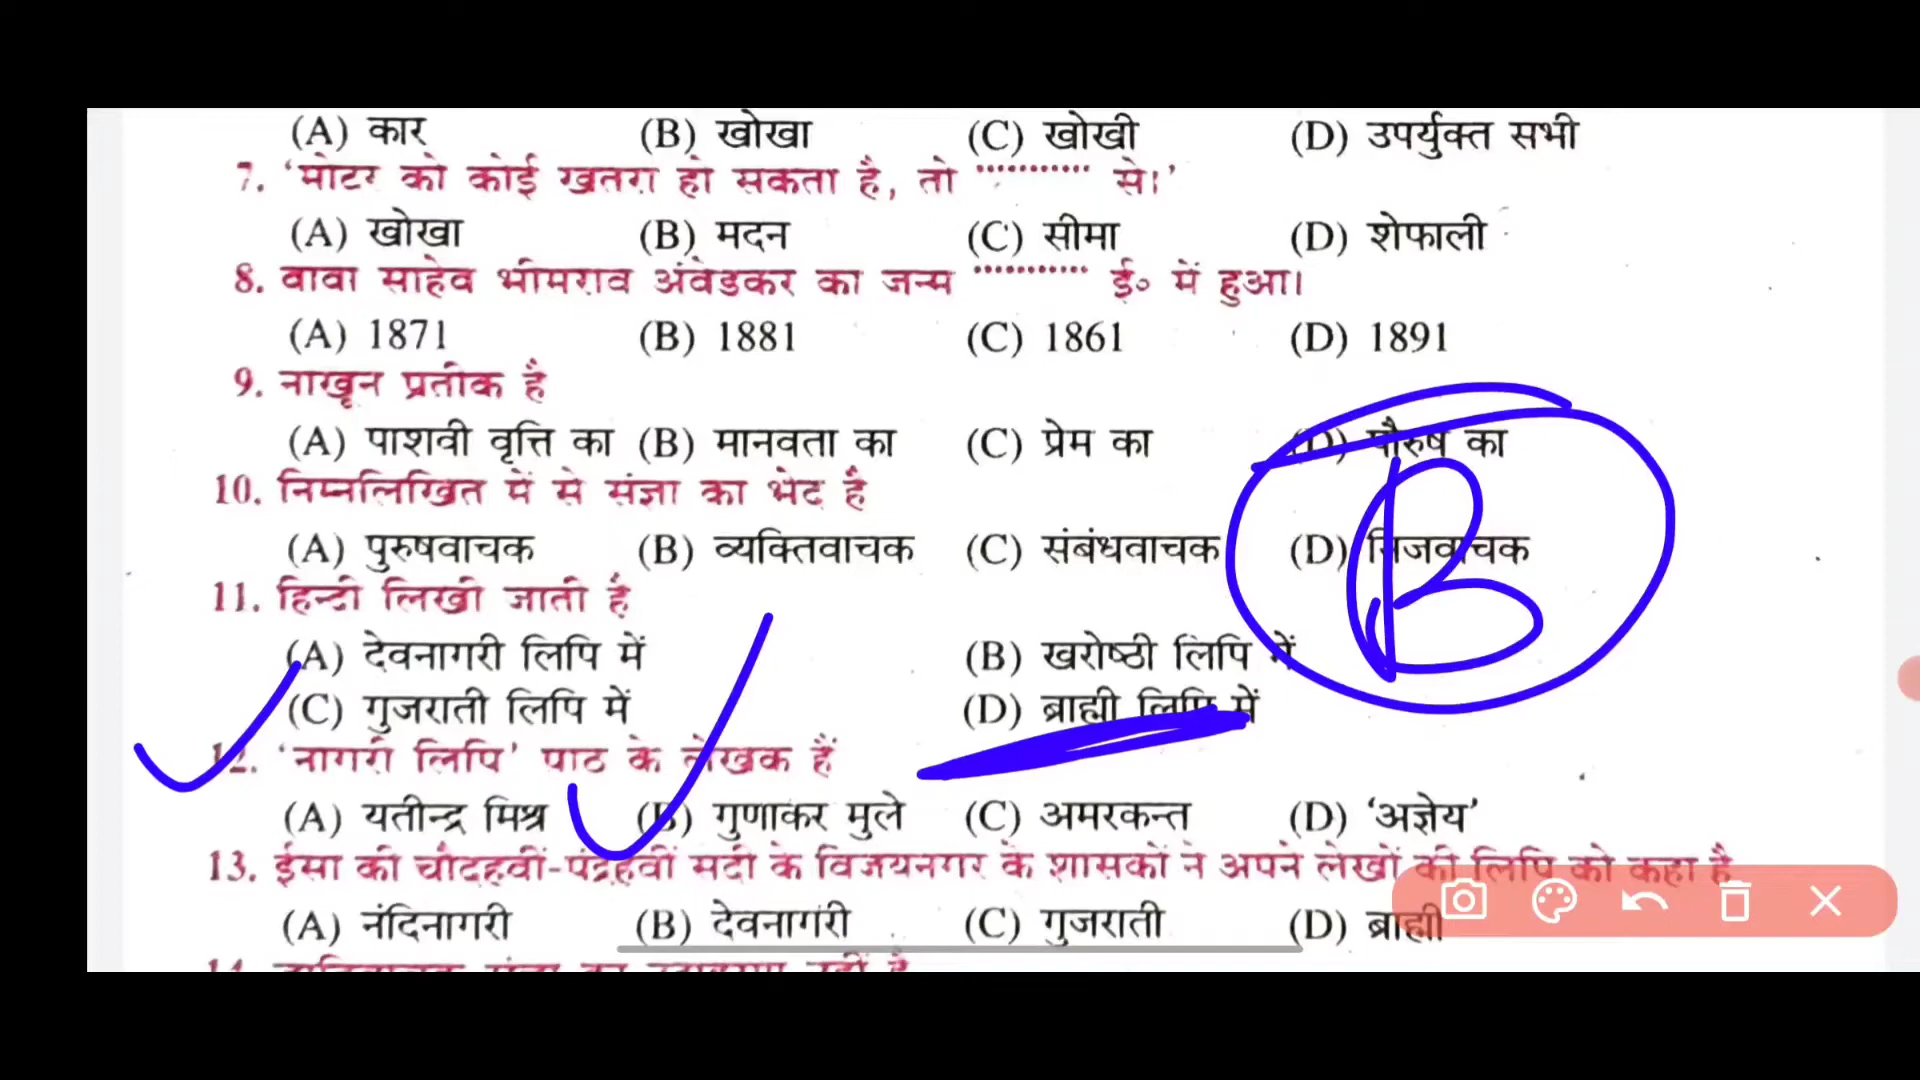 (A) कार (B) खोखा (C) खोखी (D) उपर्युक्त सभी
7. ‘मोटर को कोई खतरा हो सकता है, तो ........... से।’
(A) खोखा (B) मदन (C) सीमा (D) शेफाली
8. बाबा साहेब भीमराव अंबेडकर का जन्म ........... ई० में हुआ।
(A) 1871 (B) 1881 (C) 1861 (D) 1891
9. नाखून प्रतीक है
(A) पाशवी वृत्ति का (B) मानवता का (C) प्रेम का (D) पौरुष का
10. निम्नलिखित में से संज्ञा का भेद है
(A) पुरुषवाचक (B) व्यक्तिवाचक (C) संबंधवाचक (D) निजवाचक
B
11. हिन्दी लिखी जाती है
(A) देवनागरी लिपि में (B) खरोष्ठी लिपि में
(C) गुजराती लिपि में (D) ब्राह्मी लिपि में
12. ‘नागरी लिपि’ पाठ के लेखक हैं
(A) यतीन्द्र मिश्र (B) गुणाकर मुले (C) अमरकन्त (D) ‘अज्ञेय’
13. ईसा की चौदहवीं-पंद्रहवीं सदी के विजयनगर के शासकों ने अपने लेखों की लिपि को कहा है
(A) नंदिनागरी (B) देवनागरी (C) गुजराती (D) ब्राह्मी